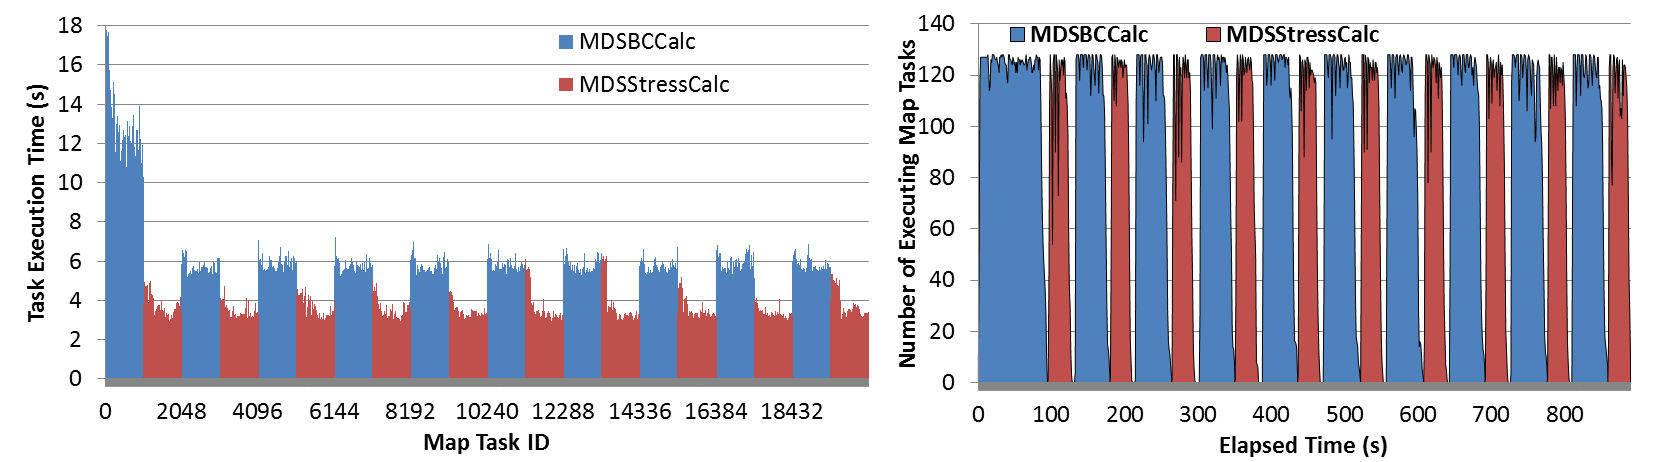 Task Execution Time (s)
18
16
14
12
10
8
6
4
2
0
MDSBCCalc
MDSStressCalc
0 2048 4096 6144 8192 10240 12288 14336 16384 18432
Map Task ID
Number of Executing Map Tasks
140
120
100
80
60
40
20
0
MDSBCCalc MDSStressCalc
0 100 200 300 400 500 600 700 800
Elapsed Time (s)